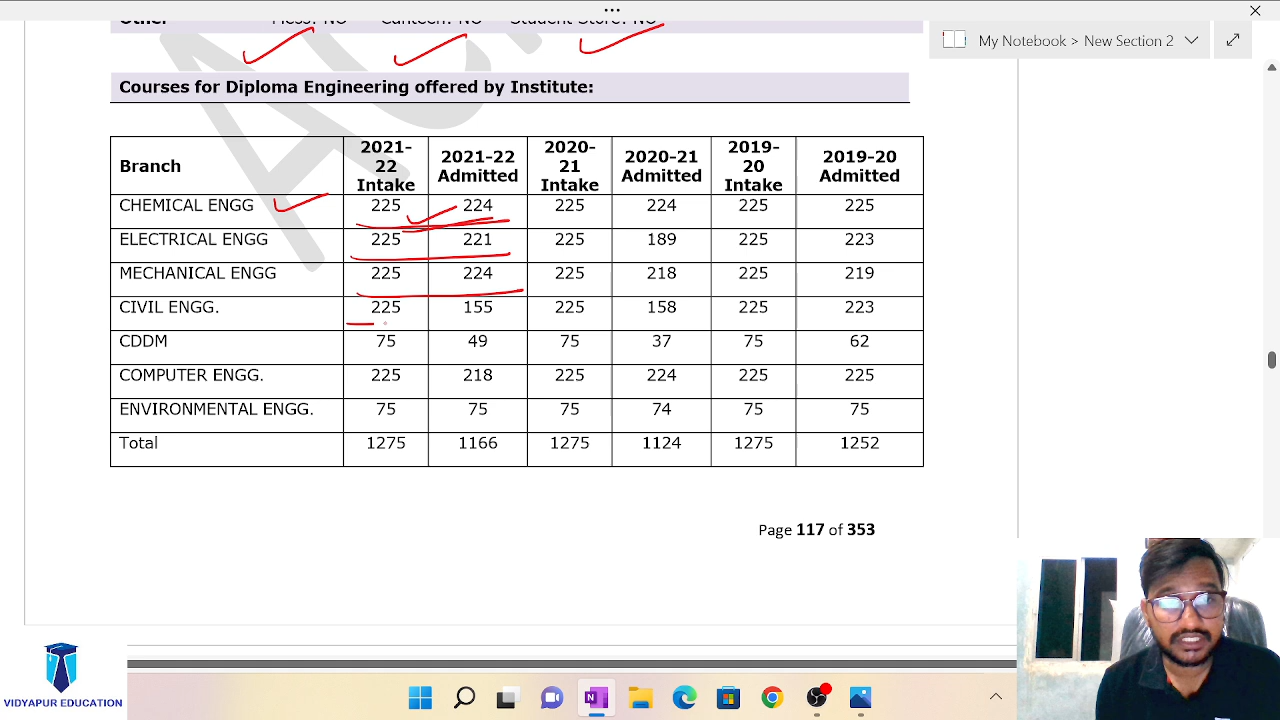 ...
My Notebook > New Section 2
Other Mess: NO Canteen: NO Student Store: NO
Courses for Diploma Engineering offered by Institute:
Branch 2021-22 Intake 2021-22 Admitted 2020-21 Intake 2020-21 Admitted 2019-20 Intake 2019-20 Admitted
CHEMICAL ENGG 225 224 225 224 225 225
ELECTRICAL ENGG 225 221 225 189 225 223
MECHANICAL ENGG 225 224 225 218 225 219
CIVIL ENGG. 225 155 225 158 225 223
CDDM 75 49 75 37 75 62
COMPUTER ENGG. 225 218 225 224 225 225
ENVIRONMENTAL ENGG. 75 75 75 74 75 75
Total 1275 1166 1275 1124 1275 1252
Page 117 of 353
VIDYAPUR EDUCATION